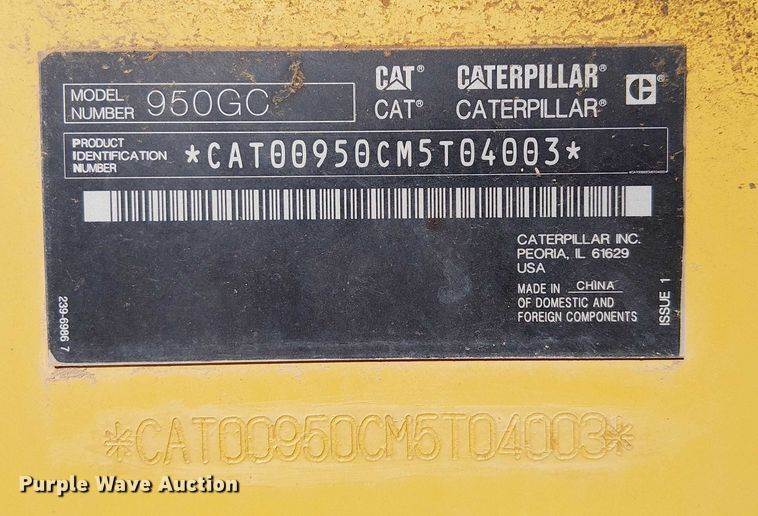 CAT® CATERPILLAR®
CAT® CATERPILLAR®
MODEL NUMBER 950GC
PRODUCT IDENTIFICATION NUMBER *CAT00950CM5T04003*
CATERPILLAR INC.
PEORIA, IL 61629
USA
MADE IN CHINA
OF DOMESTIC AND
FOREIGN COMPONENTS
ISSUE 1
239-6986 7
*CAT00950CM5T04003*
Purple Wave Auction